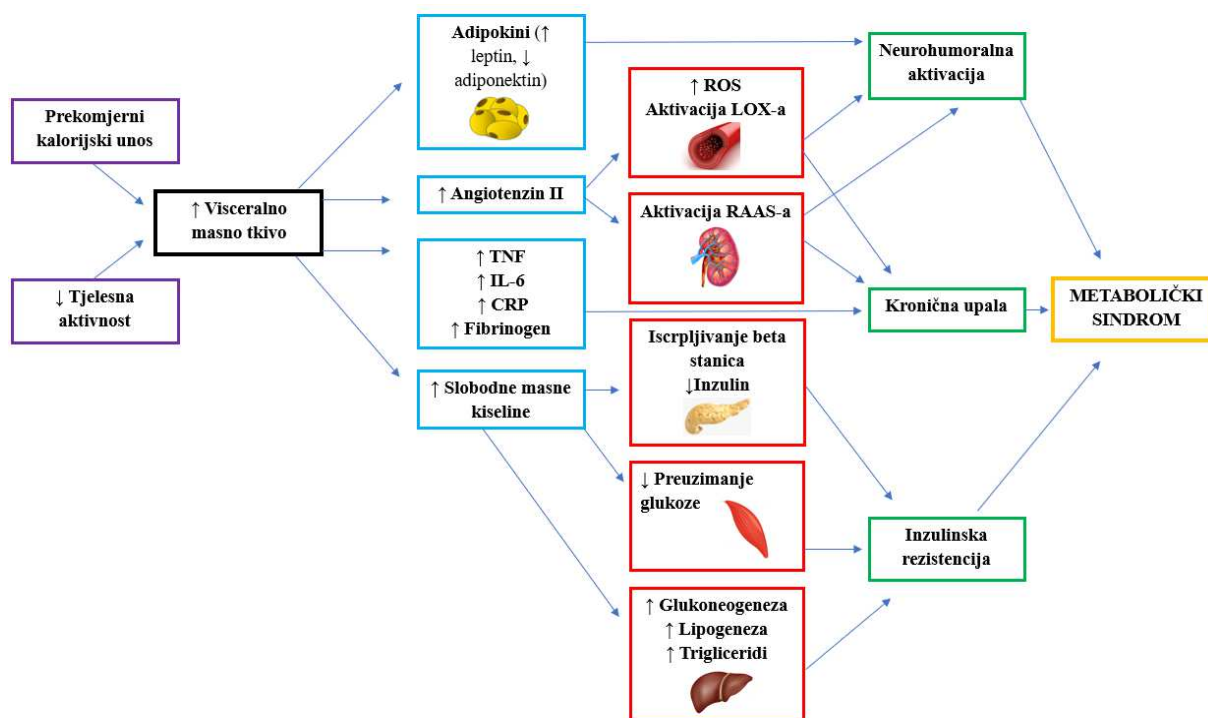 Prekomjerni
kalorijski unos
↓ Tjelesna
aktivnost
↑ Visceralno
masno tkivo
Adipokini (↑
leptin, ↓
adiponektin)
↑ Angiotenzin II
↑ TNF
↑ IL-6
↑ CRP
↑ Fibrinogen
↑ Slobodne masne
kiseline
↑ ROS
Aktivacija LOX-a
Aktivacija RAAS-a
Iscrpljivanje beta
stanica
↓Inzulin
↓ Preuzimanje
glukoze
↑ Glukoneogeneza
↑ Lipogeneza
↑ Trigliceridi
Neurohumoralna
aktivacija
Kronična upala
Inzulinska
rezistencija
METABOLIČKI
SINDROM